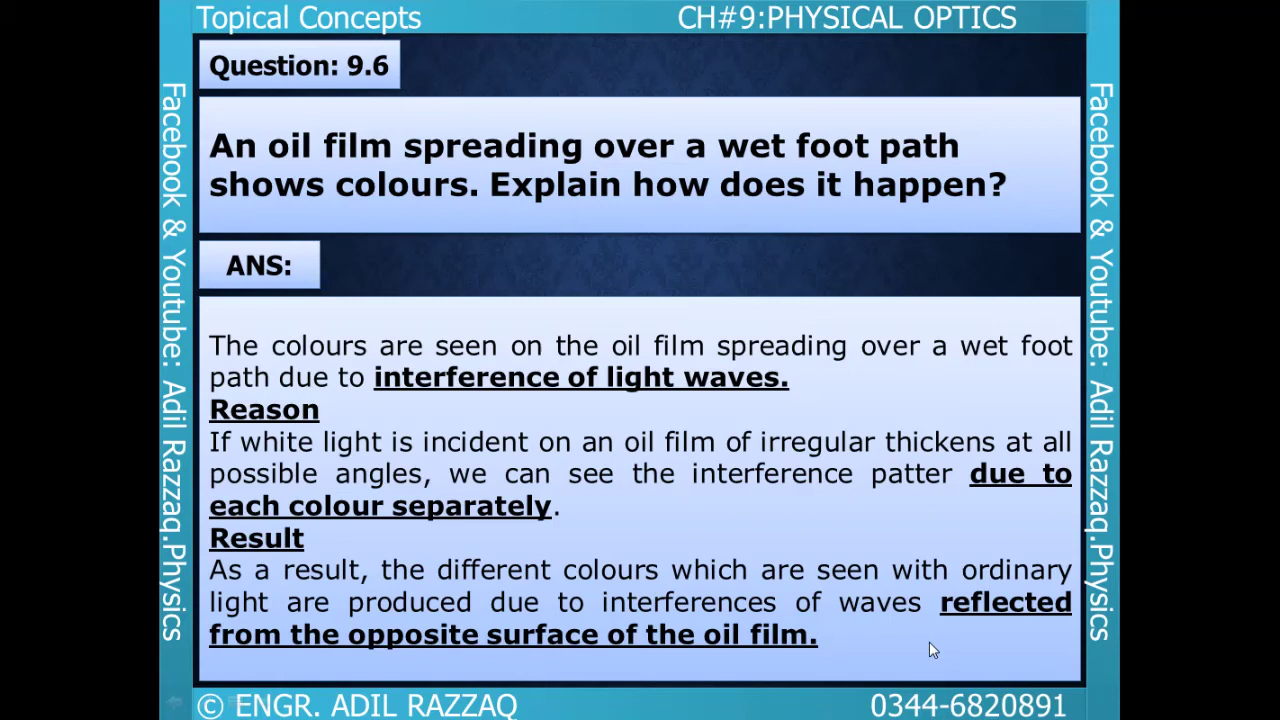 Topical Concepts
CH#9:PHYSICAL OPTICS
Question: 9.6
An oil film spreading over a wet foot path
shows colours. Explain how does it happen?
ANS:
The colours are seen on the oil film spreading over a wet foot
path due to interference of light waves.
Reason
If white light is incident on an oil film of irregular thickens at all
possible angles, we can see the interference patter due to
each colour separately.
Result
As a result, the different colours which are seen with ordinary
light are produced due to interferences of waves reflected
from the opposite surface of the oil film.
Facebook & Youtube: Adil Razzaq.Physics
Facebook & Youtube: Adil Razzaq.Physics
© ENGR. ADIL RAZZAQ
0344-6820891